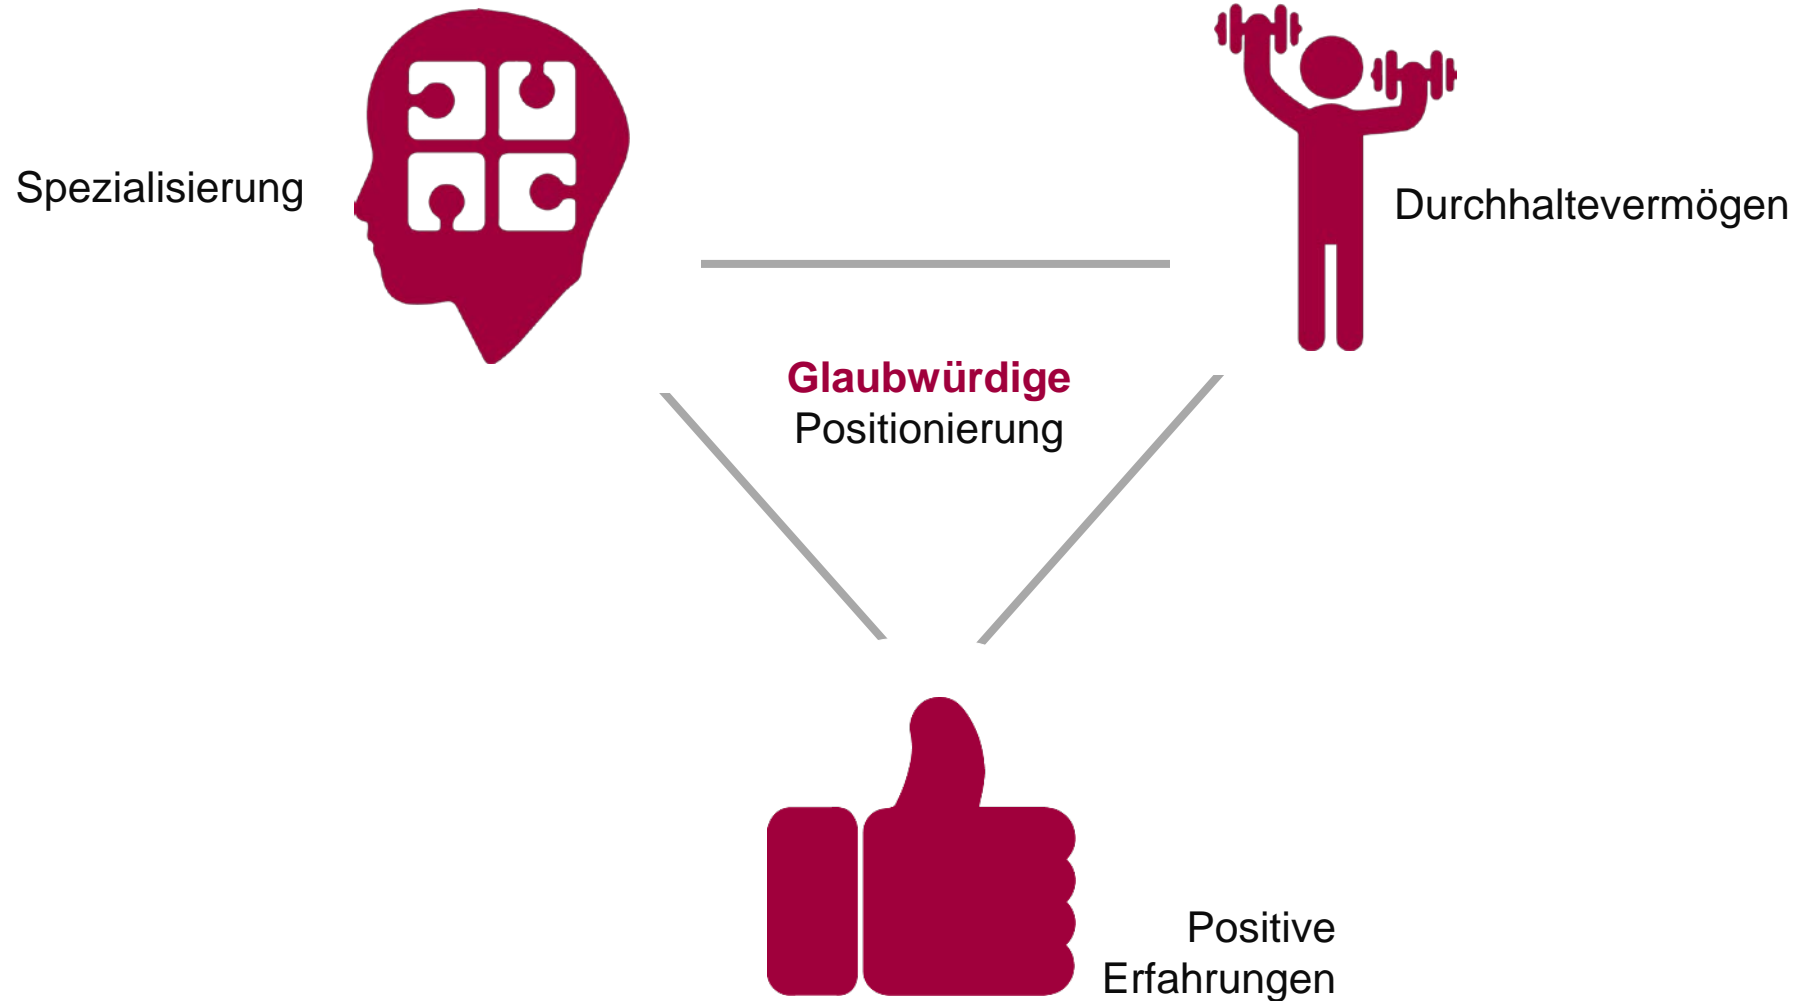 Spezialisierung
Durchhaltevermögen
Glaubwürdige
Positionierung
Positive
Erfahrungen